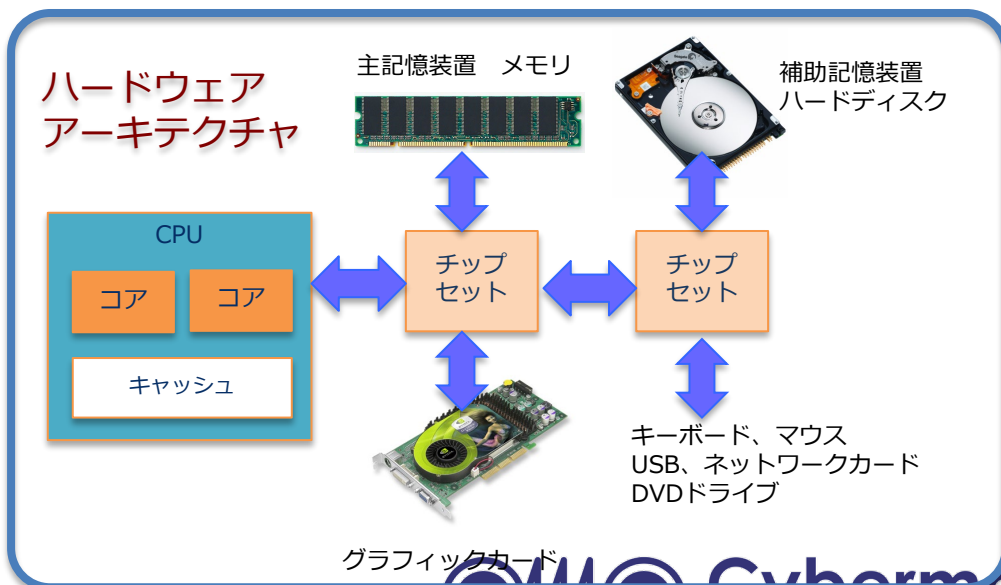 ハードウェア
アーキテクチャ
主記憶装置　メモリ
補助記憶装置
ハードディスク
CPU
コア
コア
キャッシュ
チップ
セット
チップ
セット
キーボード、マウス
USB、ネットワークカード
DVDドライブ
グラフィックカード